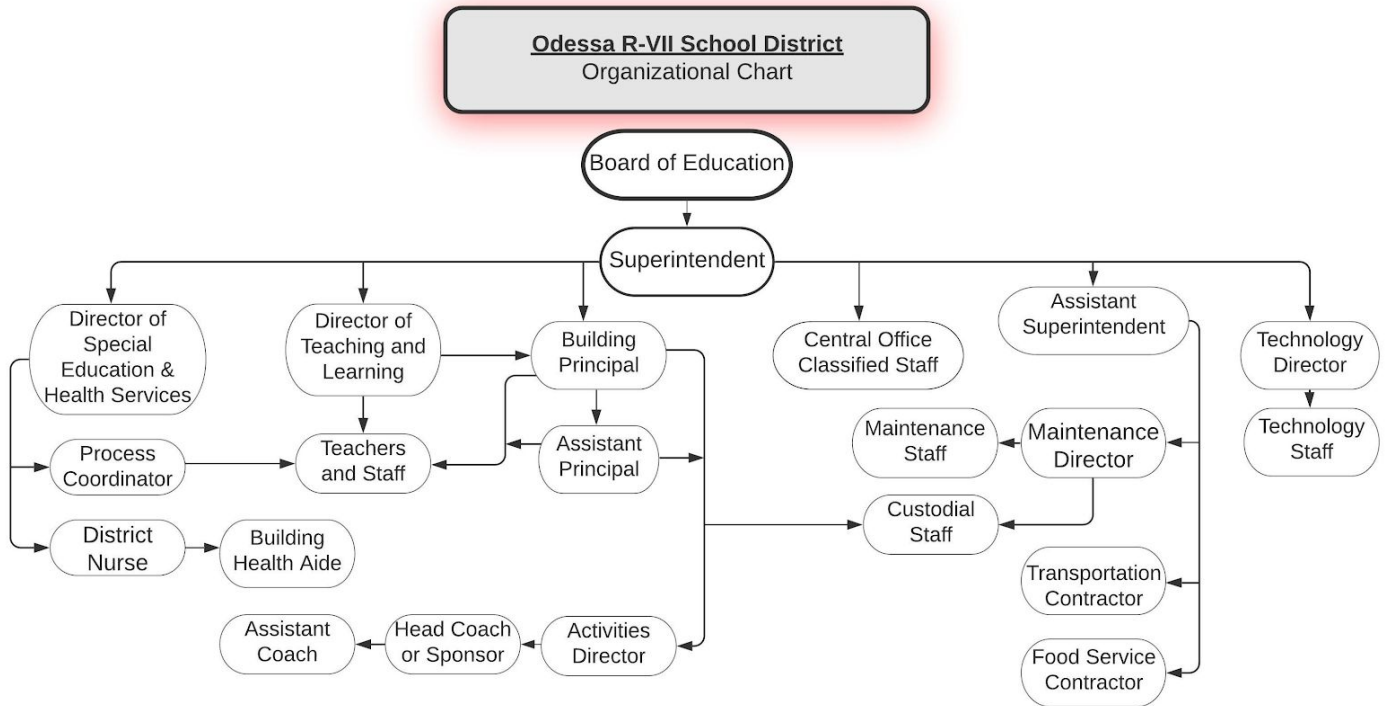 Odessa R-VII School District
Organizational Chart
Board of Education
Superintendent
Director of
Special
Education &
Health Services
Director of
Teaching and
Learning
Building
Principal
Central Office
Classified Staff
Assistant
Superintendent
Technology
Director
Process
Coordinator
Teachers
and Staff
Assistant
Principal
Maintenance
Staff
Maintenance
Director
Technology
Staff
District
Nurse
Building
Health Aide
Custodial
Staff
Transportation
Contractor
Assistant
Coach
Head Coach
or Sponsor
Activities
Director
Food Service
Contractor